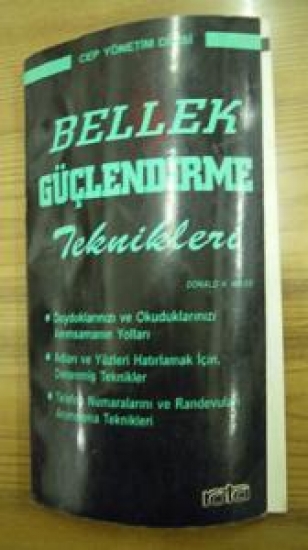 CEP YÖNETİM DİZİSİ
BELLEK
GÜÇLENDİRME
Teknikleri
DONALD H. WEISS
• Duyduklarınızı ve Okuduklarınızı
Anımsamanın Yolları
• Adları ve Yüzleri Hatırlamak İçin,
Denenmiş Teknikler
• Telefon Numaralarını ve Randevuları
Anımsama Teknikleri
rota